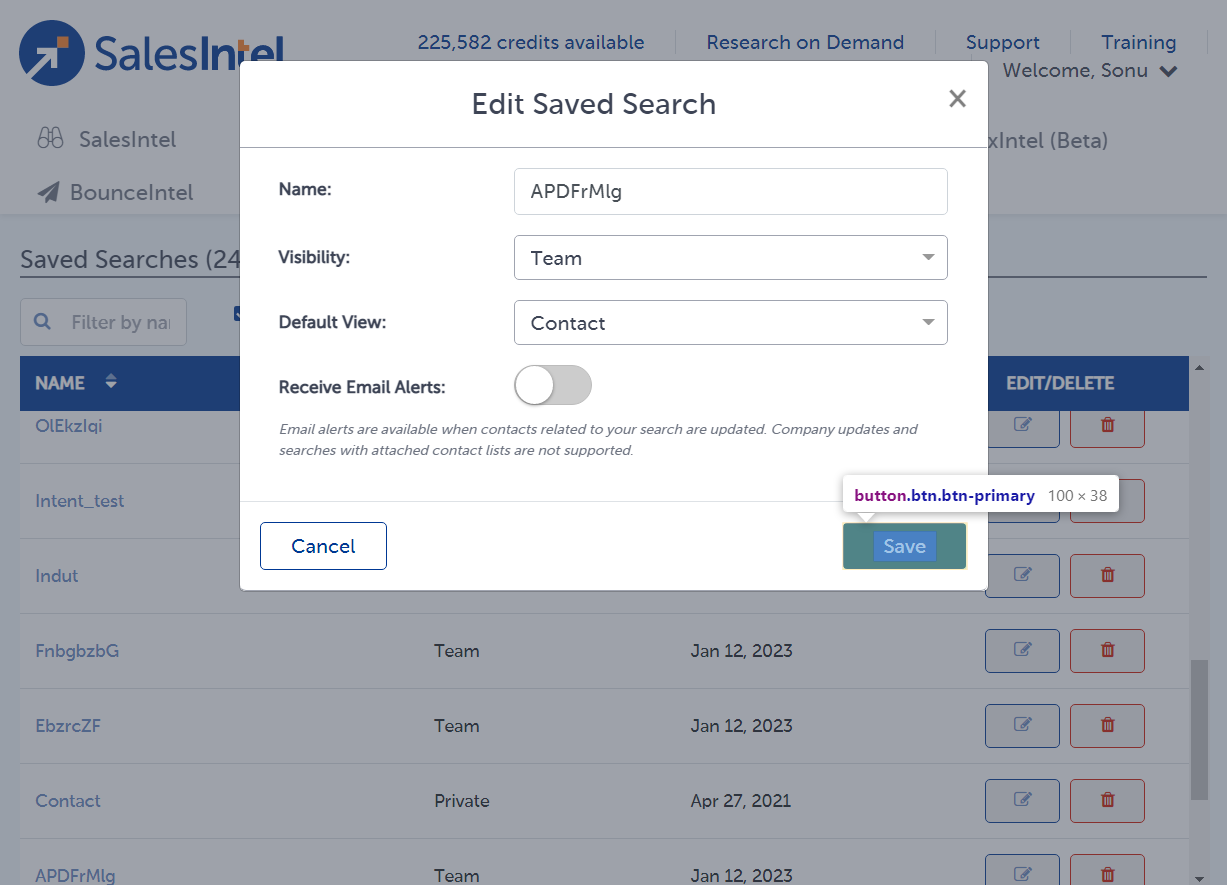 SalesIntel
225,582 credits available
Research on Demand
Support
Training
Welcome, Sonu
SalesIntel
xIntel (Beta)
BounceIntel
Edit Saved Search
Name:
APDFrMlg
Visibility:
Team
Default View:
Contact
Receive Email Alerts:
Email alerts are available when contacts related to your search are updated. Company updates and
searches with attached contact lists are not supported.
button.btn.btn-primary 100 × 38
Cancel
Save
Saved Searches (24
Filter by na
NAME
EDIT/DELETE
OlEkzIqi
Intent_test
Indut
FnbgbzbG Team Jan 12, 2023
EbzrcZF Team Jan 12, 2023
Contact Private Apr 27, 2021
APDFrMlg Team Jan 12, 2023